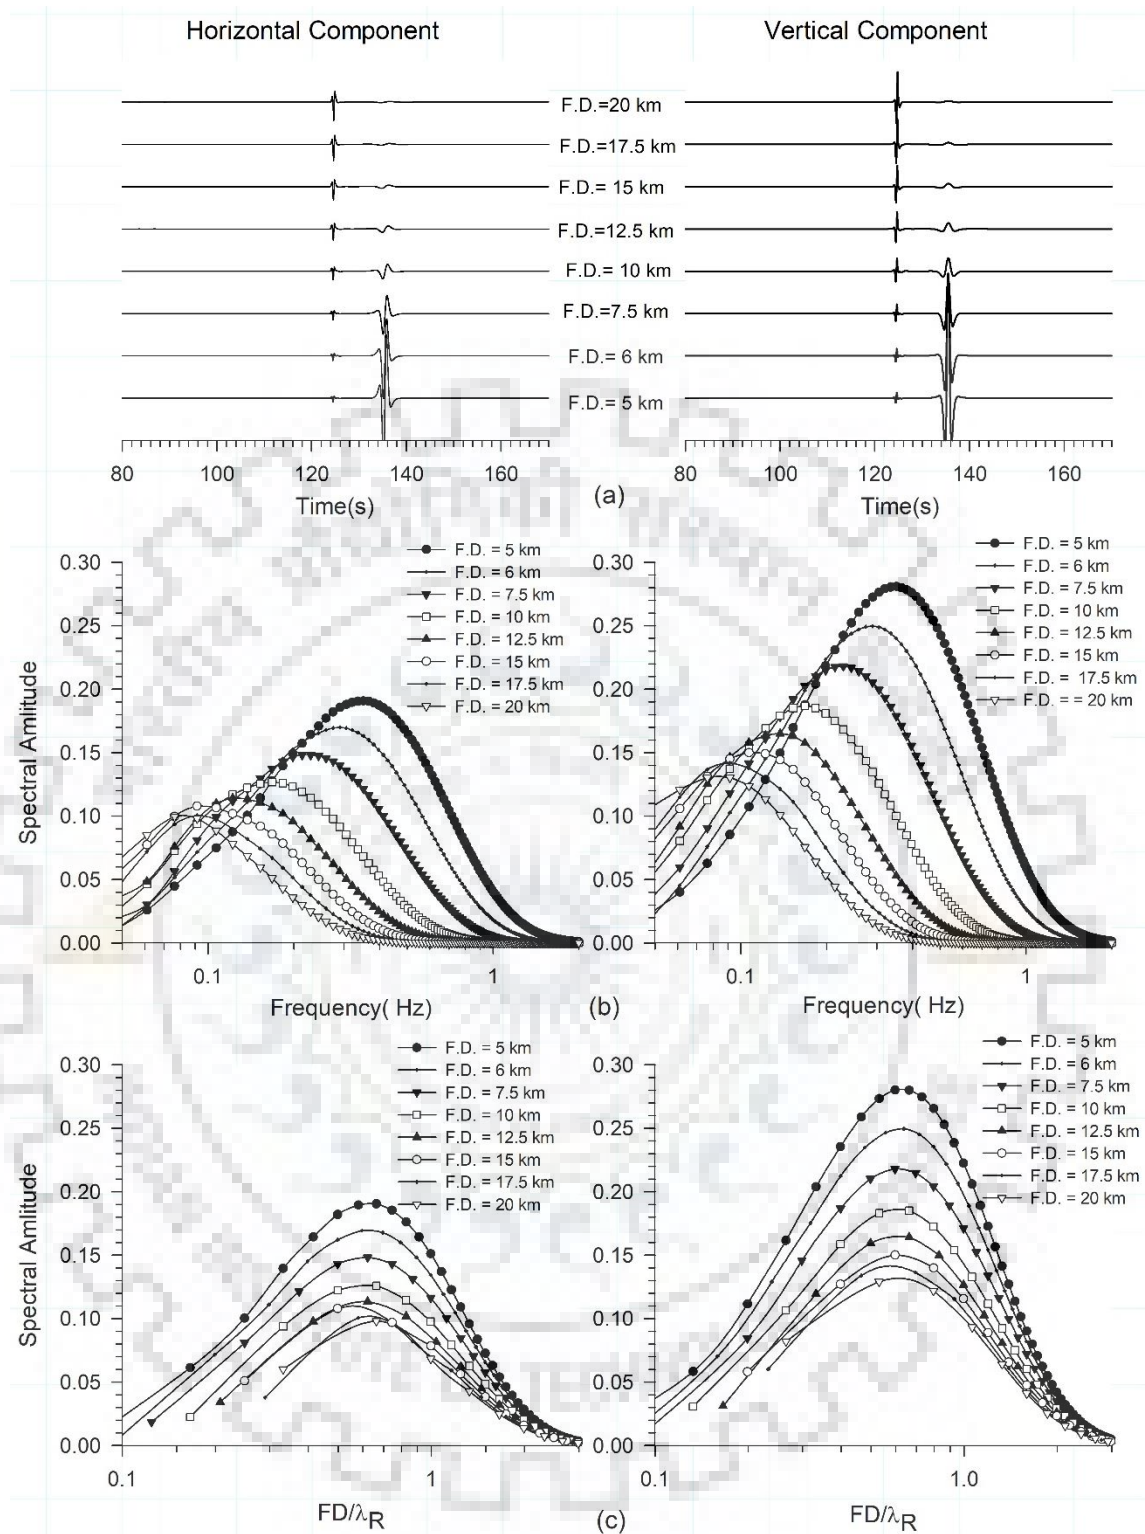 Horizontal Component
Vertical Component
F.D.=20 km
F.D.=17.5 km
F.D.= 15 km
F.D.=12.5 km
F.D.= 10 km
F.D.=7.5 km
F.D.= 6 km
F.D.= 5 km
80 100 120 140 160
80 100 120 140 160
Time(s)
(a)
Time(s)
F.D. = 5 km
F.D. = 6 km
F.D. = 7.5 km
F.D. = 10 km
F.D. = 12.5 km
F.D. = 15 km
F.D. = 17.5 km
F.D. = 20 km
F.D. = 5 km
F.D. = 6 km
F.D. = 7.5 km
F.D. = 10 km
F.D. = 12.5 km
F.D. = 15 km
F.D. = 17.5 km
F.D. = = 20 km
Spectral Amlitude
0.30
0.25
0.20
0.15
0.10
0.05
0.00
0.30
0.25
0.20
0.15
0.10
0.05
0.00
0.1 1
0.1 1
Frequency( Hz)
(b)
Frequency( Hz)
F.D. = 5 km
F.D. = 6 km
F.D. = 7.5 km
F.D. = 10 km
F.D. = 12.5 km
F.D. = 15 km
F.D. = 17.5 km
F.D. = 20 km
F.D. = 5 km
F.D. = 6 km
F.D. = 7.5 km
F.D. = 10 km
F.D. = 12.5 km
F.D. = 15 km
F.D. = 17.5 km
F.D. = 20 km
Spectral Amlitude
0.30
0.25
0.20
0.15
0.10
0.05
0.00
0.30
0.25
0.20
0.15
0.10
0.05
0.00
0.1 1
0.1 1.0
FD/λR
(c)
FD/λR